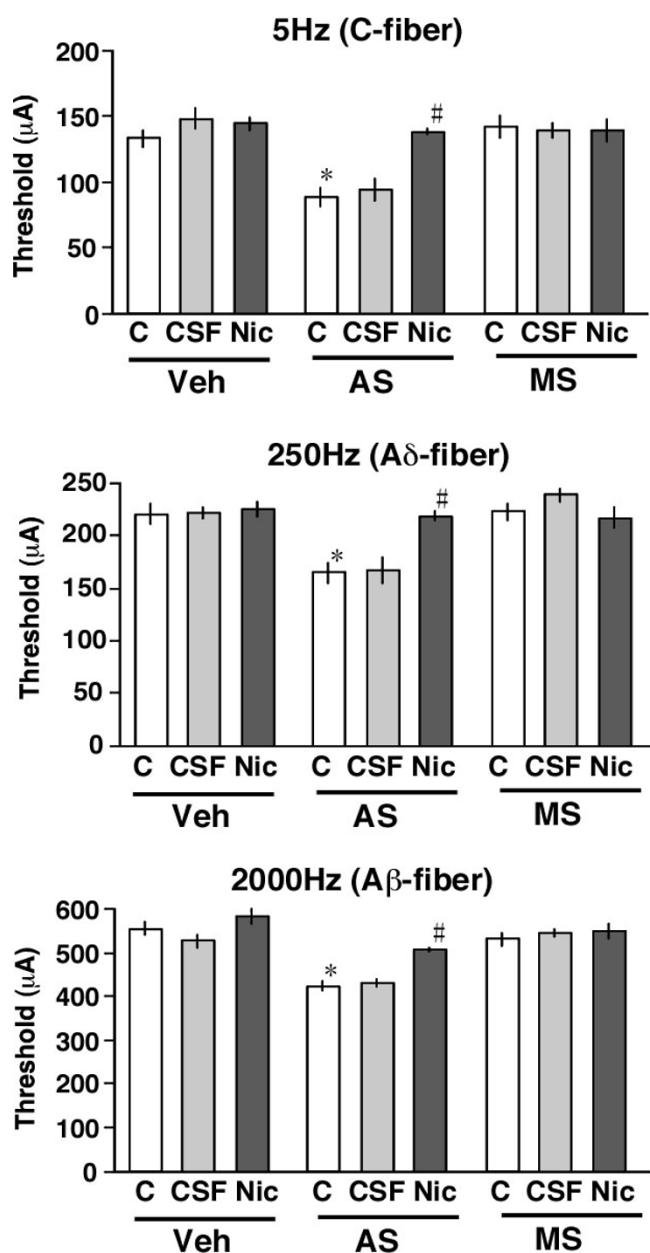 5Hz (C-fiber)
Threshold (μA)
200
150
100
50
0
#
*
C CSF Nic C CSF Nic C CSF Nic
Veh AS MS
250Hz (Aδ-fiber)
Threshold (μA)
250
200
150
100
50
0
#
*
C CSF Nic C CSF Nic C CSF Nic
Veh AS MS
2000Hz (Aβ-fiber)
Threshold (μA)
600
500
400
300
200
100
0
#
*
C CSF Nic C CSF Nic C CSF Nic
Veh AS MS